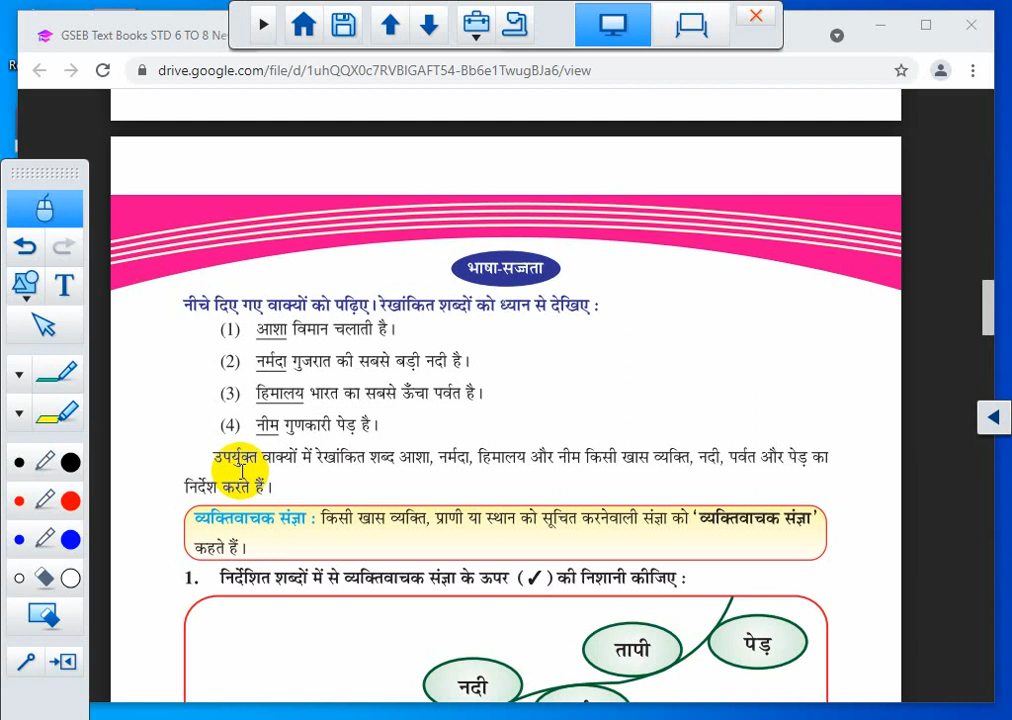 GSEB Text Books STD 6 TO 8 Ne
drive.google.com/file/d/1uhQQX0c7RVBIGAFT54-Bb6e1TwugBJa6/view
T
भाषा-सज्जता
नीचे दिए गए वाक्यों को पढ़िए। रेखांकित शब्दों को ध्यान से देखिए :
(1) आशा विमान चलाती है।
(2) नर्मदा गुजरात की सबसे बड़ी नदी है।
(3) हिमालय भारत का सबसे ऊँचा पर्वत है।
(4) नीम गुणकारी पेड़ है।
उपर्युक्त वाक्यों में रेखांकित शब्द आशा, नर्मदा, हिमालय और नीम किसी खास व्यक्ति, नदी, पर्वत और पेड़ का
निर्देश करते हैं।
व्यक्तिवाचक संज्ञा : किसी खास व्यक्ति, प्राणी या स्थान को सूचित करनेवाली संज्ञा को 'व्यक्तिवाचक संज्ञा'
कहते हैं।
1. निर्देशित शब्दों में से व्यक्तिवाचक संज्ञा के ऊपर (✓) की निशानी कीजिए :
तापी
पेड़
नदी